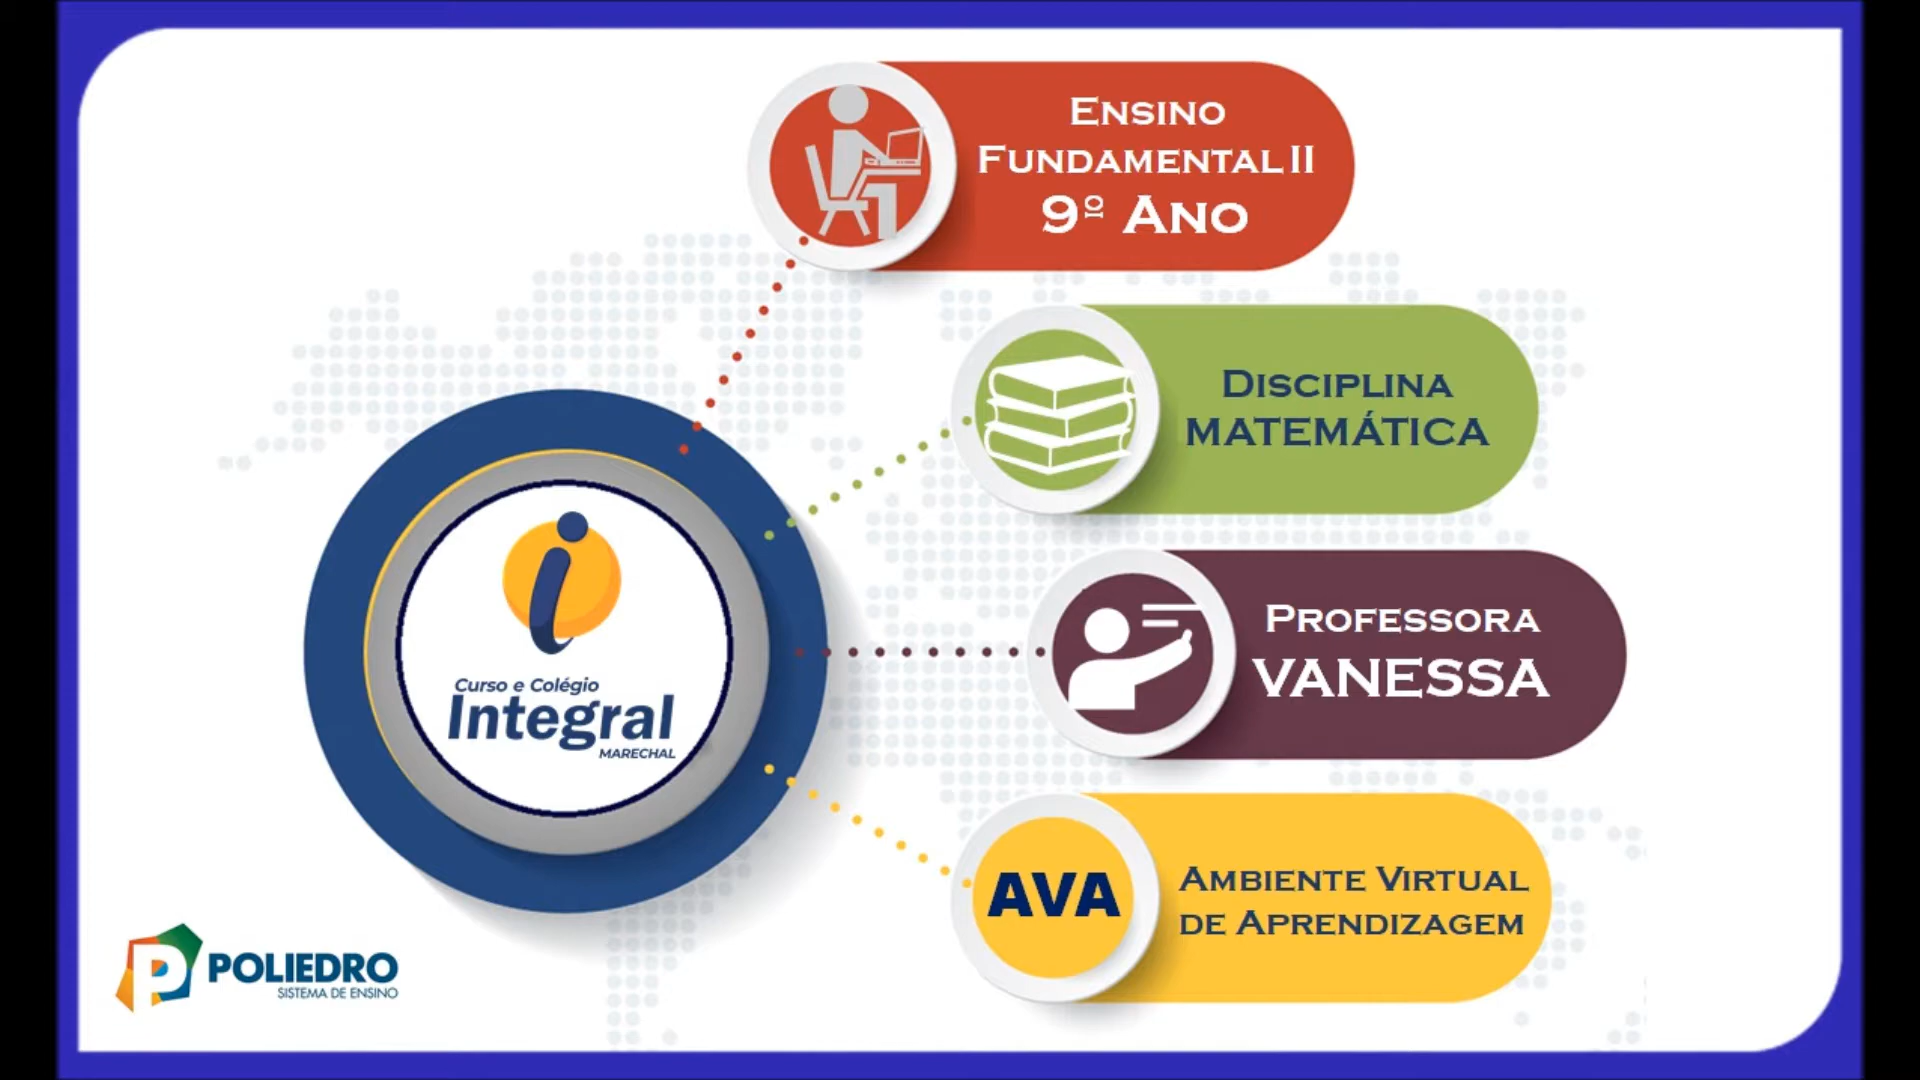 ENSINO
FUNDAMENTAL II
9º ANO
DISCIPLINA
MATEMÁTICA
PROFESSORA
VANESSA
AVA
AMBIENTE VIRTUAL
DE APRENDIZAGEM
Curso e Colégio
Integral
MARECHAL
POLIEDRO
SISTEMA DE ENSINO